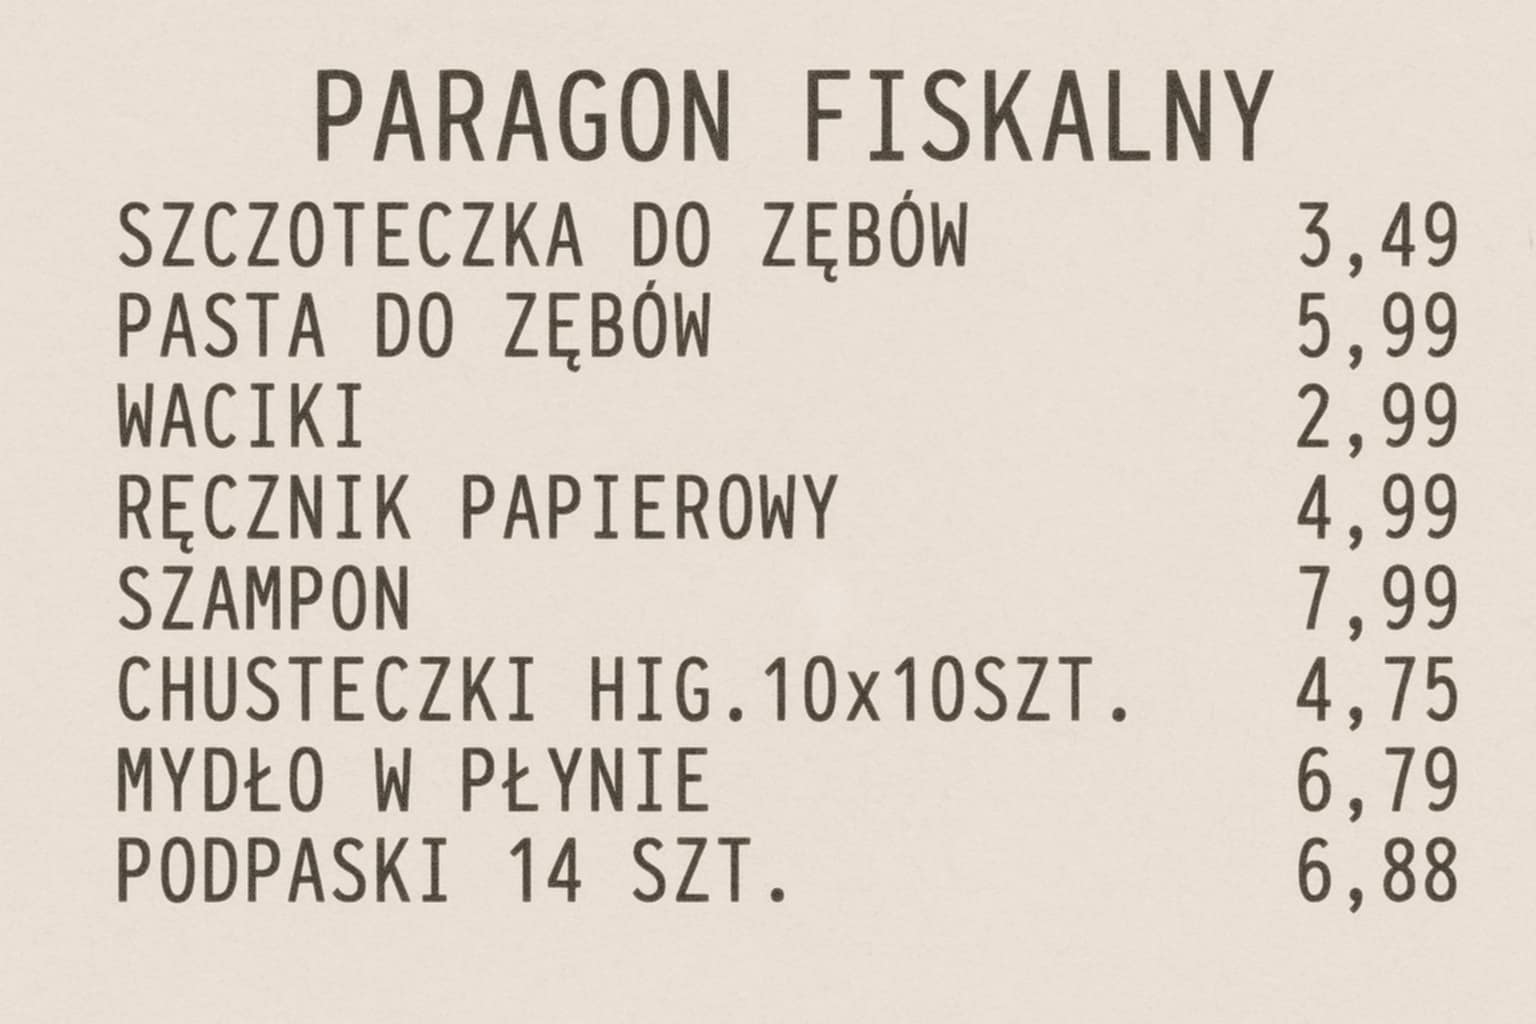 PARAGON FISKALNY
SZCZOTECZKA DO ZĘBÓW 3,49
PASTA DO ZĘBÓW 5,99
WACIKI 2,99
RĘCZNIK PAPIEROWY 4,99
SZAMPON 7,99
CHUSTECZKI HIG.10x10SZT. 4,75
MYDŁO W PŁYNIE 6,79
PODPASKI 14 SZT. 6,88